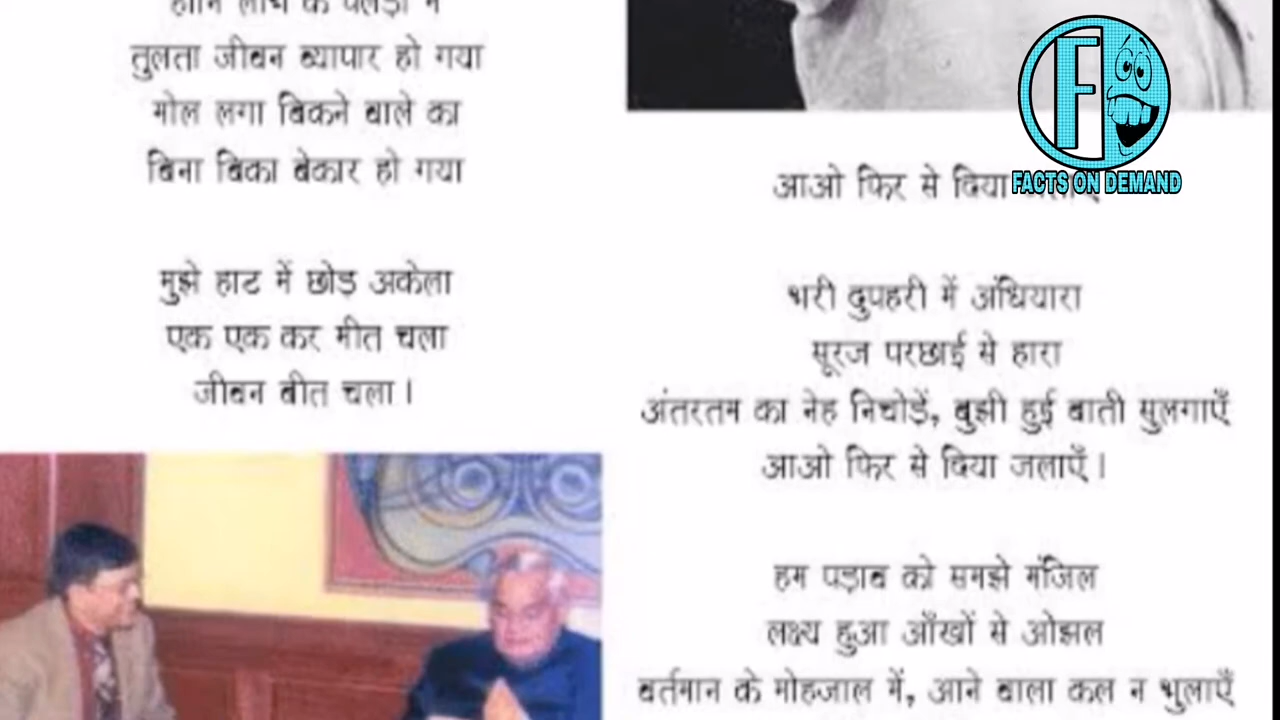 तुलता जीवन व्यापार हो गया
मोल लगा बिकने वाले का
बिना बिका बेकार हो गया
मुझे हाट में छोड़ अकेला
एक एक कर मीत चला
जीवन बीत चला।
FACTS ON DEMAND
आओ फिर से दिया
भरी दुपहरी में अंधियारा
सूरज परछाई से हारा
अंतरतम का नेह निचोड़ें, बुझी हुई बाती सुलगाएँ
आओ फिर से दिया जलाएँ।
हम पड़ाव को समझे मंजिल
लक्ष्य हुआ आँखों से ओझल
वर्तमान के मोहजाल में, आने वाला कल न भुलाएँ